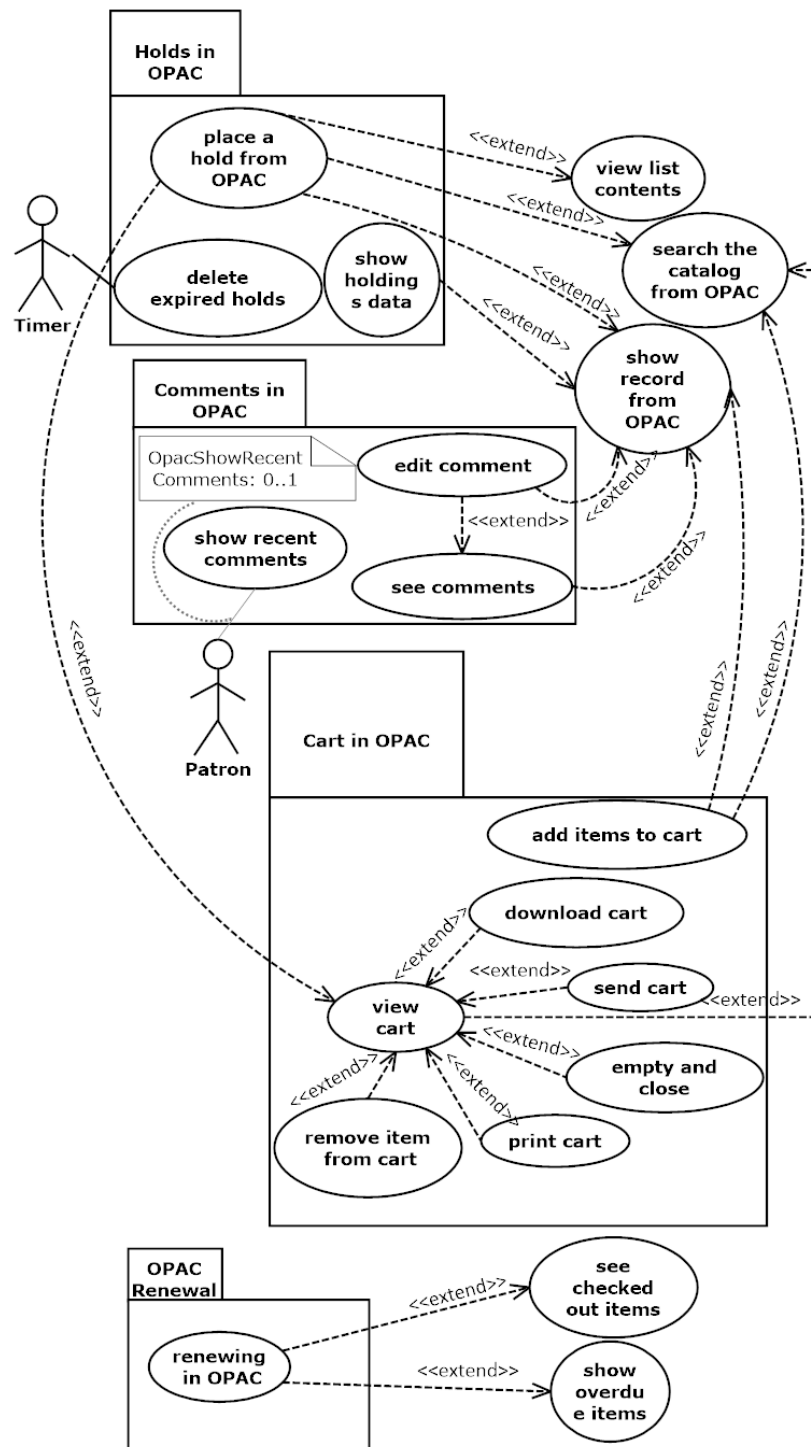 Holds in
OPAC
place a
hold from
OPAC
<<extend>>
view list
contents
<<extend>>
search the
catalog
from OPAC
Timer
delete
expired holds
show
holding
s data
<<extend>>
<<extend>>
show
record
from
OPAC
Comments in
OPAC
OpacShowRecent
Comments: 0..1
edit comment
<<extend>>
<<extend>>
show recent
comments
see comments
<<extend>>
<<extend>>
Patron
<<extend>>
<<extend>>
Cart in OPAC
add items to cart
download cart
<<extend>>
<<extend>>
send cart
<<extend>>
view
cart
<<extend>>
empty and
close
<<extend>>
<<extend>>
remove item
from cart
print cart
OPAC
Renewal
see
checked
out items
<<extend>>
renewing
in OPAC
<<extend>>
show
overdu
e items